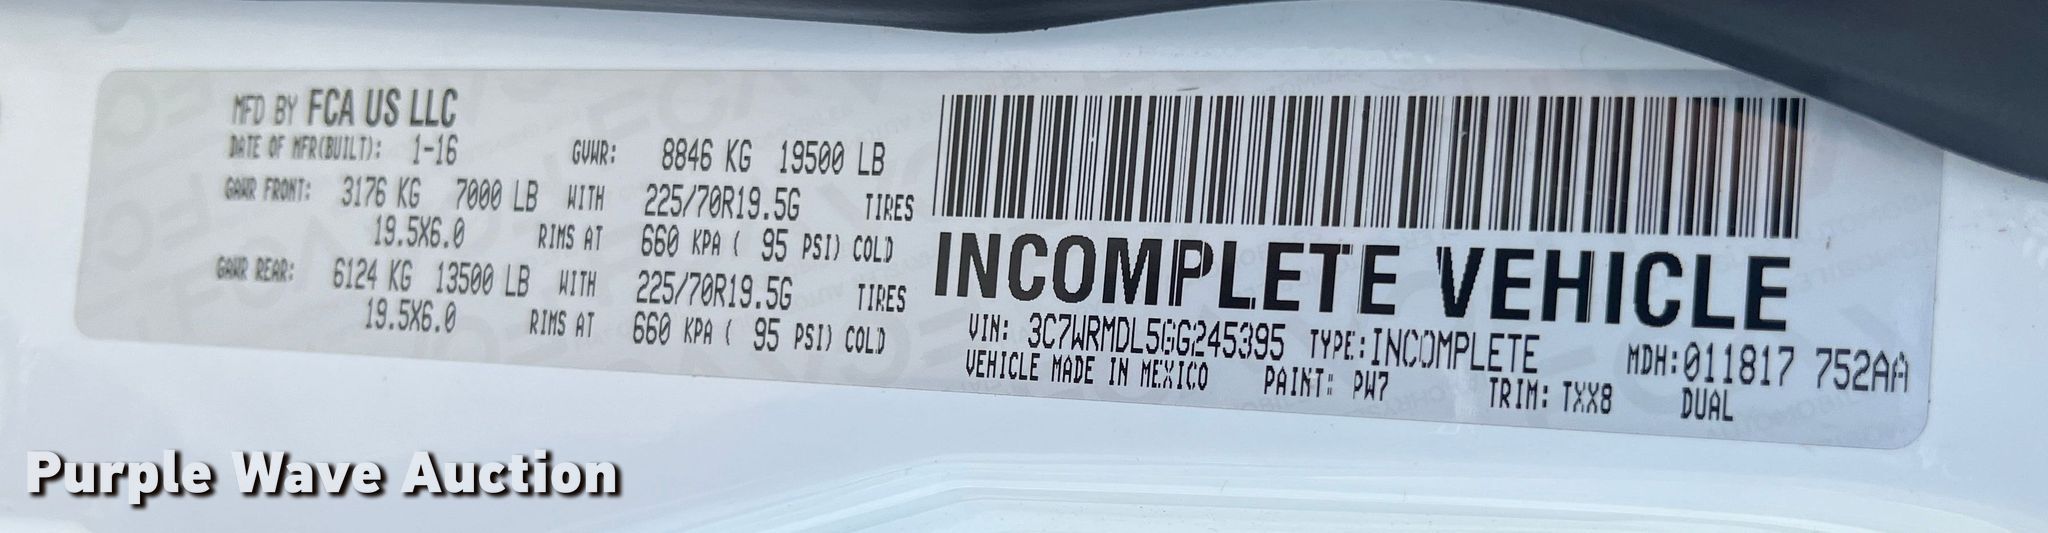 MFD BY FCA US LLC
DATE OF MFR(BUILT): 1-16 GVWR: 8846 KG 19500 LB
GAWR FRONT: 3176 KG 7000 LB WITH 225/70R19.5G TIRES
19.5X6.0 RIMS AT 660 KPA ( 95 PSI) COLD
GAWR REAR: 6124 KG 13500 LB WITH 225/70R19.5G TIRES
19.5X6.0 RIMS AT 660 KPA ( 95 PSI) COLD
INCOMPLETE VEHICLE
VIN: 3C7WRMDL5GG245395 TYPE: INCOMPLETE MDH: 011817 752AA
VEHICLE MADE IN MEXICO PAINT: PW7 TRIM: TXX8 DUAL
Purple Wave Auction